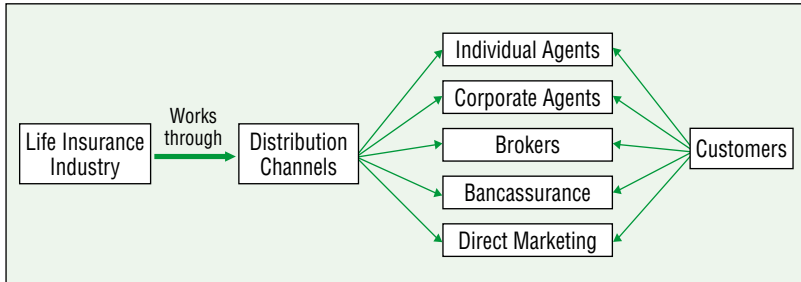 Life Insurance
Industry
Works
through
Distribution
Channels
Individual Agents
Corporate Agents
Brokers
Bancassurance
Direct Marketing
Customers